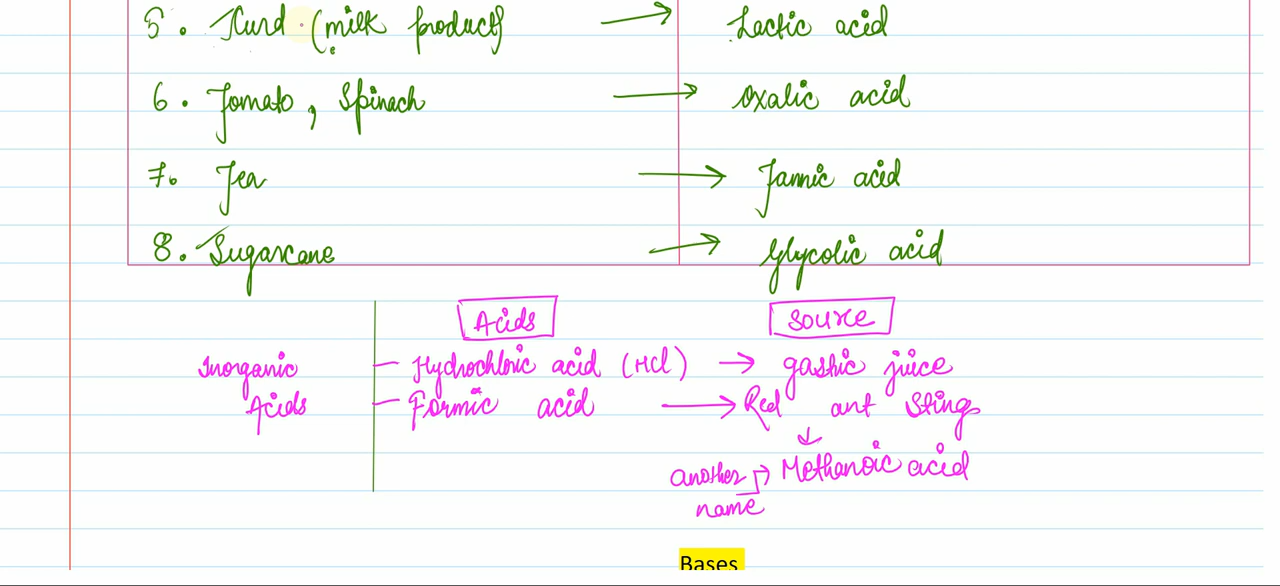 5. Kurd (milk product) → Lactic acid
6. Tomato, Spinach → Oxalic acid
7. Tea → Tannic acid
8. Sugarcane → Glycolic acid
Acids Source
Inorganic - Hydrochloric acid (HCl) → gastric juice
Acids - Formic acid → Red ant Sting
↓
another → Methanoic acid
name
Bases